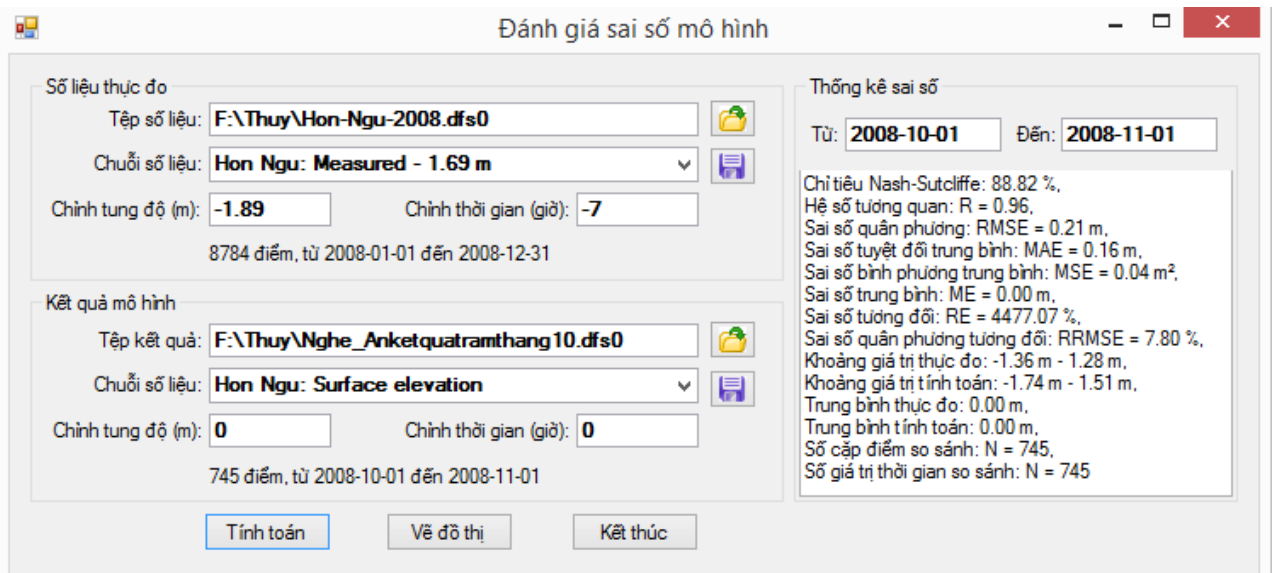 Đánh giá sai số mô hình
Số liệu thực đo
Tệp số liệu: F:\Thuy\Hon-Ngu-2008.dfs0
Chuỗi số liệu: Hon Ngu: Measured - 1.69 m
Chỉnh tung độ (m): -1.89 Chỉnh thời gian (giờ): -7
8784 điểm, từ 2008-01-01 đến 2008-12-31
Kết quả mô hình
Tệp kết quả: F:\Thuy\Nghe_Anketquatramthang10.dfs0
Chuỗi số liệu: Hon Ngu: Surface elevation
Chỉnh tung độ (m): 0 Chỉnh thời gian (giờ): 0
745 điểm, từ 2008-10-01 đến 2008-11-01
Tính toán Vẽ đồ thị Kết thúc
Thống kê sai số
Từ: 2008-10-01 Đến: 2008-11-01
Chỉ tiêu Nash-Sutcliffe: 88.82 %,
Hệ số tương quan: R = 0.96,
Sai số quân phương: RMSE = 0.21 m,
Sai số tuyệt đối trung bình: MAE = 0.16 m,
Sai số bình phương trung bình: MSE = 0.04 m²,
Sai số trung bình: ME = 0.00 m,
Sai số tương đối: RE = 4477.07 %,
Sai số quân phương tương đối: RRMSE = 7.80 %,
Khoảng giá trị thực đo: -1.36 m - 1.28 m,
Khoảng giá trị tính toán: -1.74 m - 1.51 m,
Trung bình thực đo: 0.00 m,
Trung bình tính toán: 0.00 m,
Số cặp điểm so sánh: N = 745,
Số giá trị thời gian so sánh: N = 745